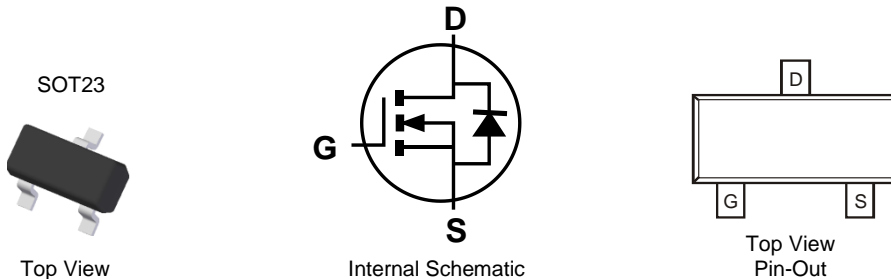 SOT23
Top View
D
G
S
Internal Schematic
D
G
S
Top View
Pin-Out